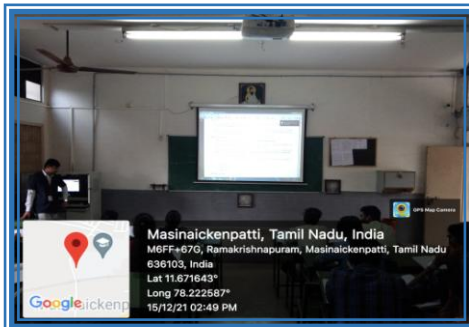 GPS Map Camera
Masinaickenpatti, Tamil Nadu, India
M6FF+67G, Ramakrishnapuram, Masinaickenpatti, Tamil Nadu
636103, India
Lat 11.671643°
Long 78.222587°
15/12/21 02:49 PM
Google
aickenp